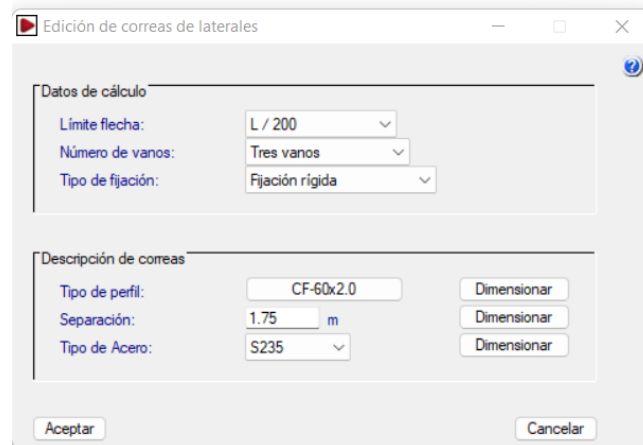 Edición de correas de laterales
Datos de cálculo
Límite flecha: L / 200
Número de vanos: Tres vanos
Tipo de fijación: Fijación rígida
Descripción de correas
Tipo de perfil: CF-60x2.0 Dimensionar
Separación: 1.75 m Dimensionar
Tipo de Acero: S235 Dimensionar
Aceptar Cancelar